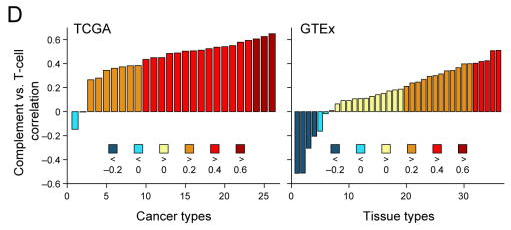 D
TCGA
GTEx
Complement vs. T-cell
correlation
0.6
0.4
0.2
0
−0.2
−0.4
−0.6
< < > > > >
−0.2 0 0 0.2 0.4 0.6
< < > > > >
−0.2 0 0 0.2 0.4 0.6
0 5 10 15 20 25
0 10 20 30
Cancer types
Tissue types